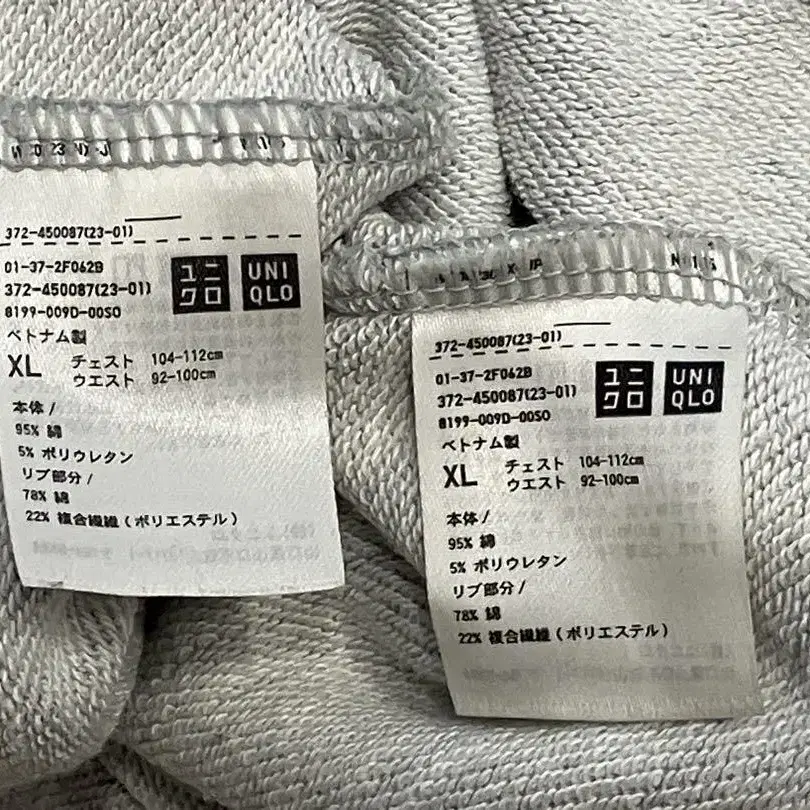 372-450087(23-01)
01-37-2F062B
372-450087(23-01)
8199-009D-00SO
ユニ
クロ
UNI
QLO
ベトナム製
XL
チェスト 104-112cm
ウエスト 92-100cm
本体/
95% 綿
5% ポリウレタン
リブ部分/
78% 綿
22% 複合繊維(ポリエステル)
372-450087(23-01)
01-37-2F062B
372-450087(23-01)
8199-009D-00SO
ユニ
クロ
UNI
QLO
ベトナム製
XL
チェスト 104-112cm
ウエスト 92-100cm
本体/
95% 綿
5% ポリウレタン
リブ部分/
78% 綿
22% 複合繊維(ポリエステル)